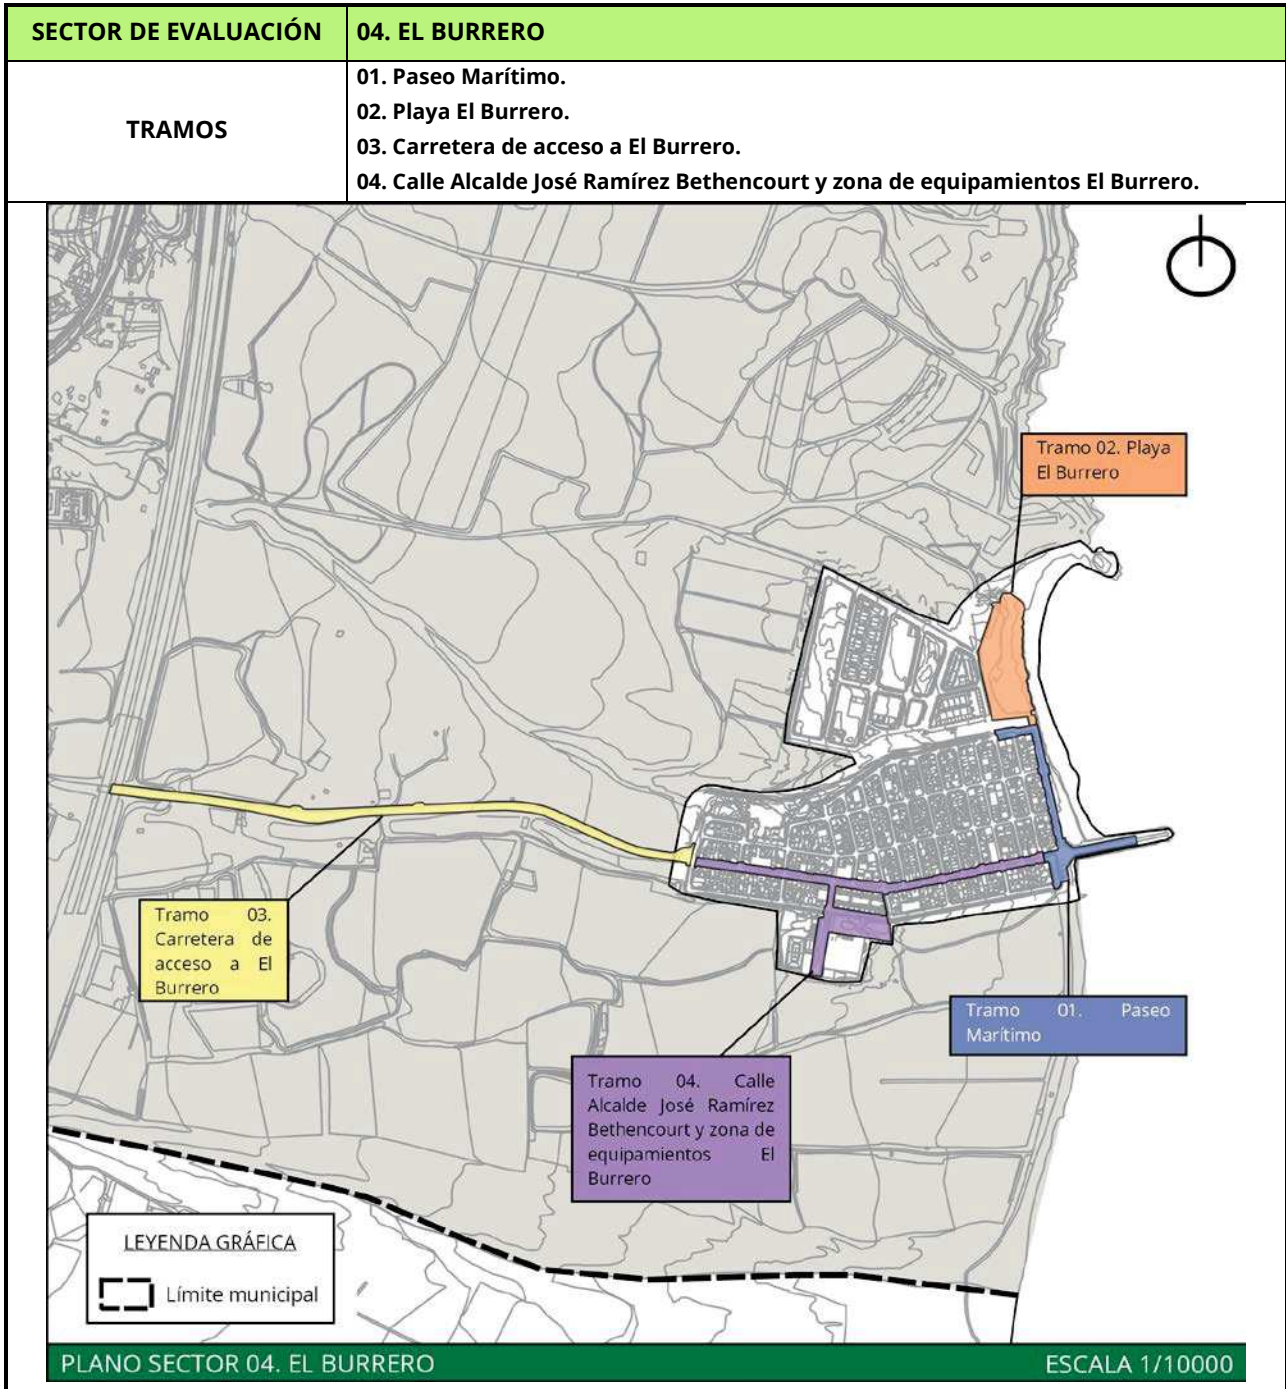 SECTOR DE EVALUACIÓN
04. EL BURRERO
TRAMOS
01. Paseo Marítimo.
02. Playa El Burrero.
03. Carretera de acceso a El Burrero.
04. Calle Alcalde José Ramírez Bethencourt y zona de equipamientos El Burrero.
Tramo 02. Playa
El Burrero
Tramo 03.
Carretera de
acceso a El
Burrero
Tramo 01. Paseo
Marítimo
Tramo 04. Calle
Alcalde José Ramírez
Bethencourt y zona de
equipamientos El
Burrero
LEYENDA GRÁFICA
Límite municipal
PLANO SECTOR 04. EL BURRERO
ESCALA 1/10000